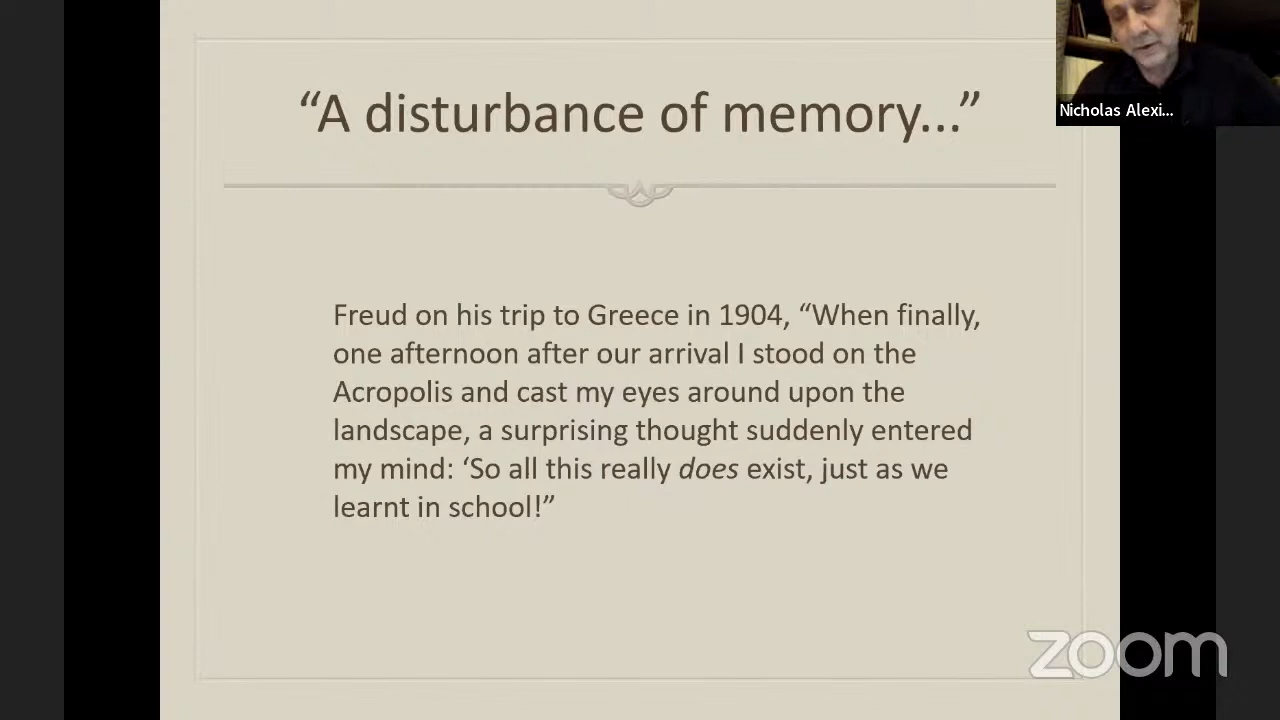 “A disturbance of memory...”
Nicholas Alexi...
Freud on his trip to Greece in 1904, “When finally,
one afternoon after our arrival I stood on the
Acropolis and cast my eyes around upon the
landscape, a surprising thought suddenly entered
my mind: ‘So all this really does exist, just as we
learnt in school!”
zoom